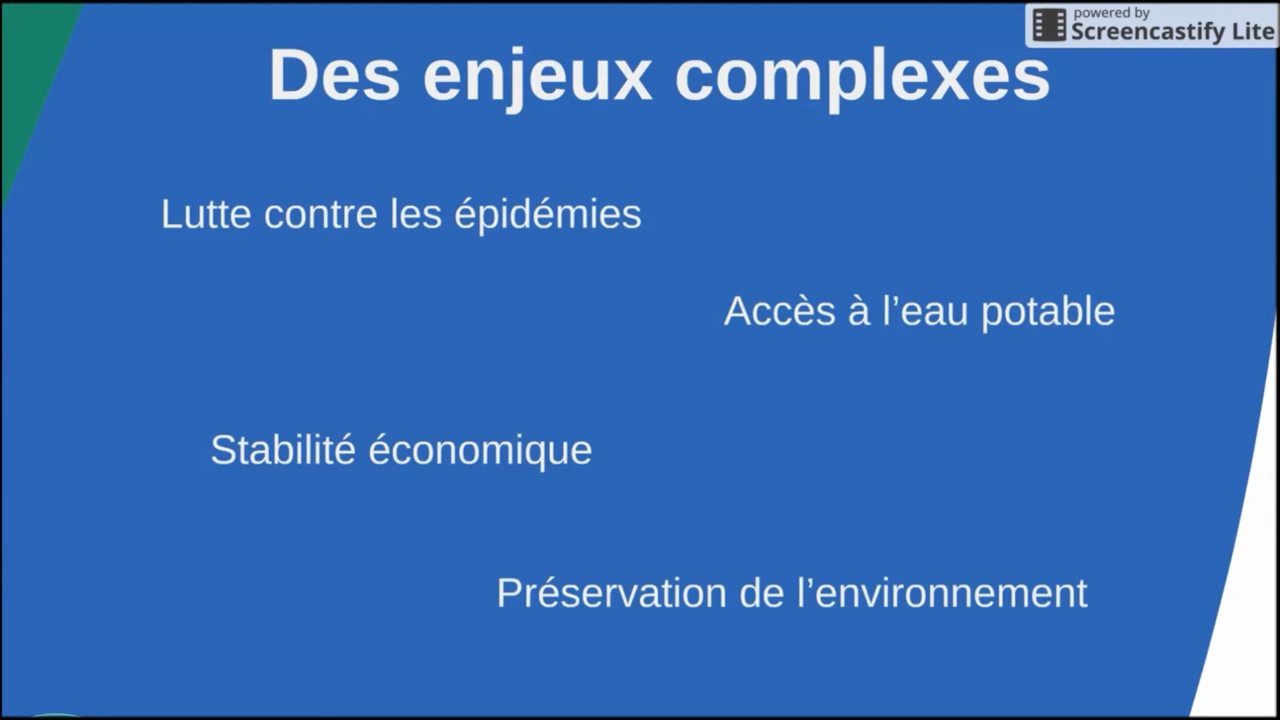 powered by
Screencastify Lite
Des enjeux complexes
Lutte contre les épidémies
Accès à l’eau potable
Stabilité économique
Préservation de l’environnement